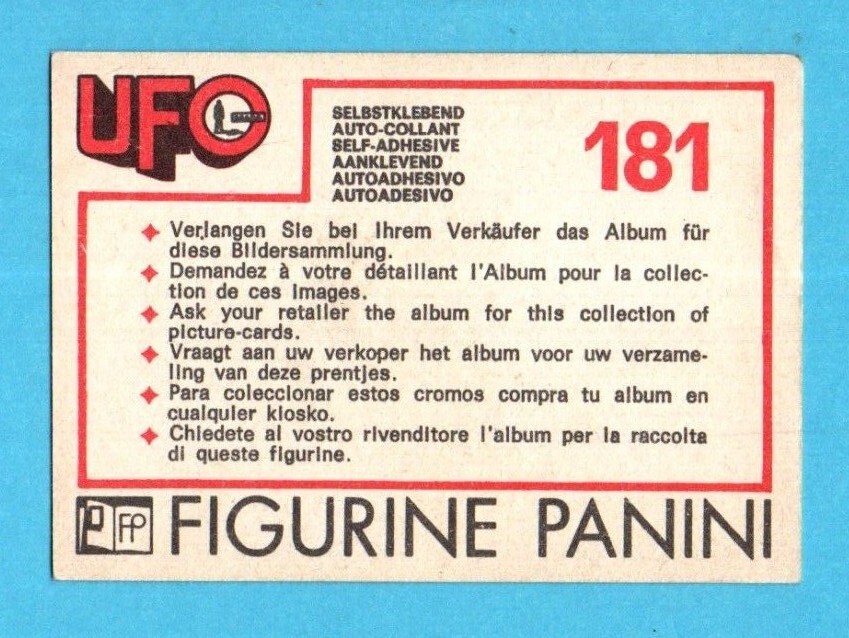 UFO
SELBSTKLEBEND
AUTO-COLLANT
SELF-ADHESIVE
AANKLEVEND
AUTOADHESIVO
AUTOADESIVO
181
Verlangen Sie bei Ihrem Verkäufer das Album für
diese Bildersammlung.
Demandez à votre détaillant l'Album pour la collec-
tion de ces images.
Ask your retailer the album for this collection of
picture-cards.
Vraagt aan uw verkoper het album voor uw verzame-
ling van deze prentjes.
Para coleccionar estos cromos compra tu album en
cualquier kiosko.
Chiedete al vostro rivenditore l'album per la raccolta
di queste figurine.
FP FIGURINE PANINI